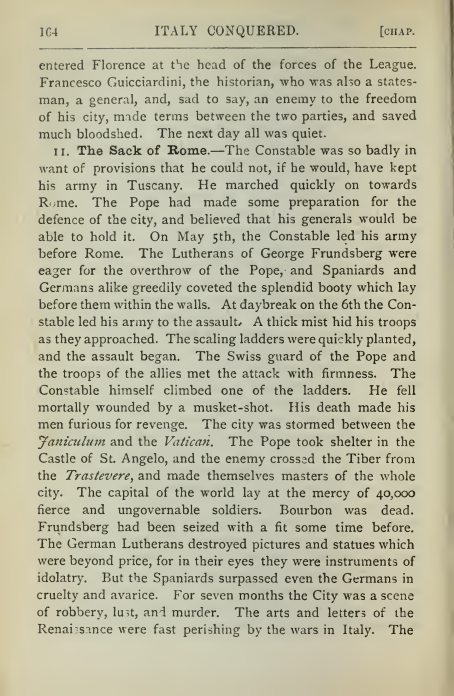 164 ITALY CONQUERED. [CHAP.
entered Florence at the head of the forces of the League.
Francesco Guicciardini, the historian, who was also a states-
man, a general, and, sad to say, an enemy to the freedom
of his city, made terms between the two parties, and saved
much bloodshed. The next day all was quiet.
11. The Sack of Rome.—The Constable was so badly in
want of provisions that he could not, if he would, have kept
his army in Tuscany. He marched quickly on towards
Rome. The Pope had made some preparation for the
defence of the city, and believed that his generals would be
able to hold it. On May 5th, the Constable led his army
before Rome. The Lutherans of George Frundsberg were
eager for the overthrow of the Pope, and Spaniards and
Germans alike greedily coveted the splendid booty which lay
before them within the walls. At daybreak on the 6th the Con-
stable led his army to the assault. A thick mist hid his troops
as they approached. The scaling ladders were quickly planted,
and the assault began. The Swiss guard of the Pope and
the troops of the allies met the attack with firmness. The
Constable himself climbed one of the ladders. He fell
mortally wounded by a musket-shot. His death made his
men furious for revenge. The city was stormed between the
Janiculum and the Vatican. The Pope took shelter in the
Castle of St. Angelo, and the enemy crossed the Tiber from
the Trastevere, and made themselves masters of the whole
city. The capital of the world lay at the mercy of 40,000
fierce and ungovernable soldiers. Bourbon was dead.
Frundsberg had been seized with a fit some time before.
The German Lutherans destroyed pictures and statues which
were beyond price, for in their eyes they were instruments of
idolatry. But the Spaniards surpassed even the Germans in
cruelty and avarice. For seven months the City was a scene
of robbery, lust, and murder. The arts and letters of the
Renaissance were fast perishing by the wars in Italy. The